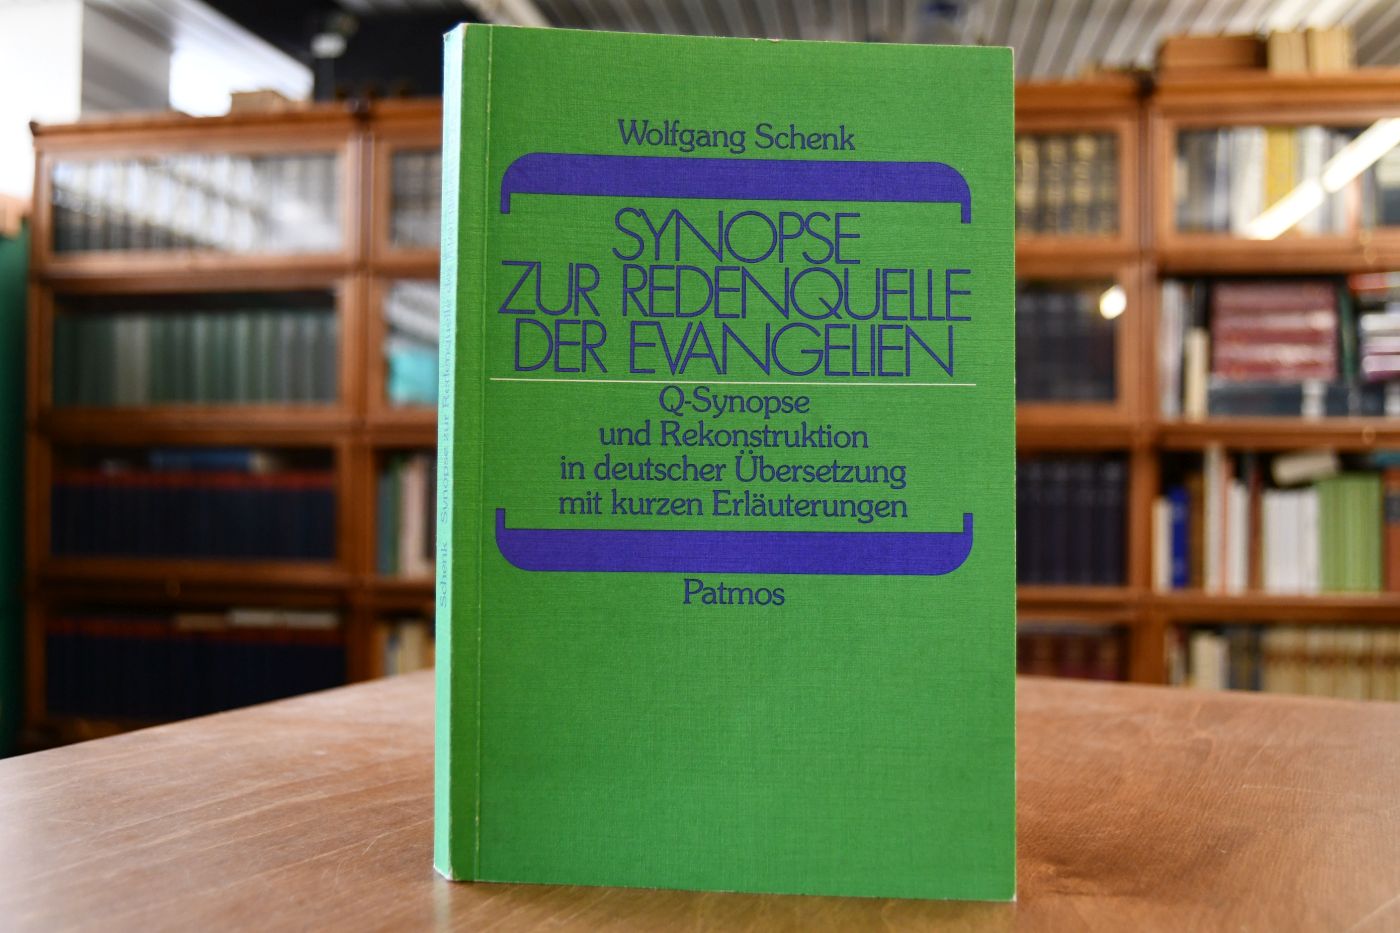 Wolfgang Schenk
SYNOPSE
ZUR REDENQUELLE
DER EVANGELIEN
Q-Synopse
und Rekonstruktion
in deutscher Übersetzung
mit kurzen Erläuterungen
Patmos
Schenk Synopse zur Redenquelle der Evangelien